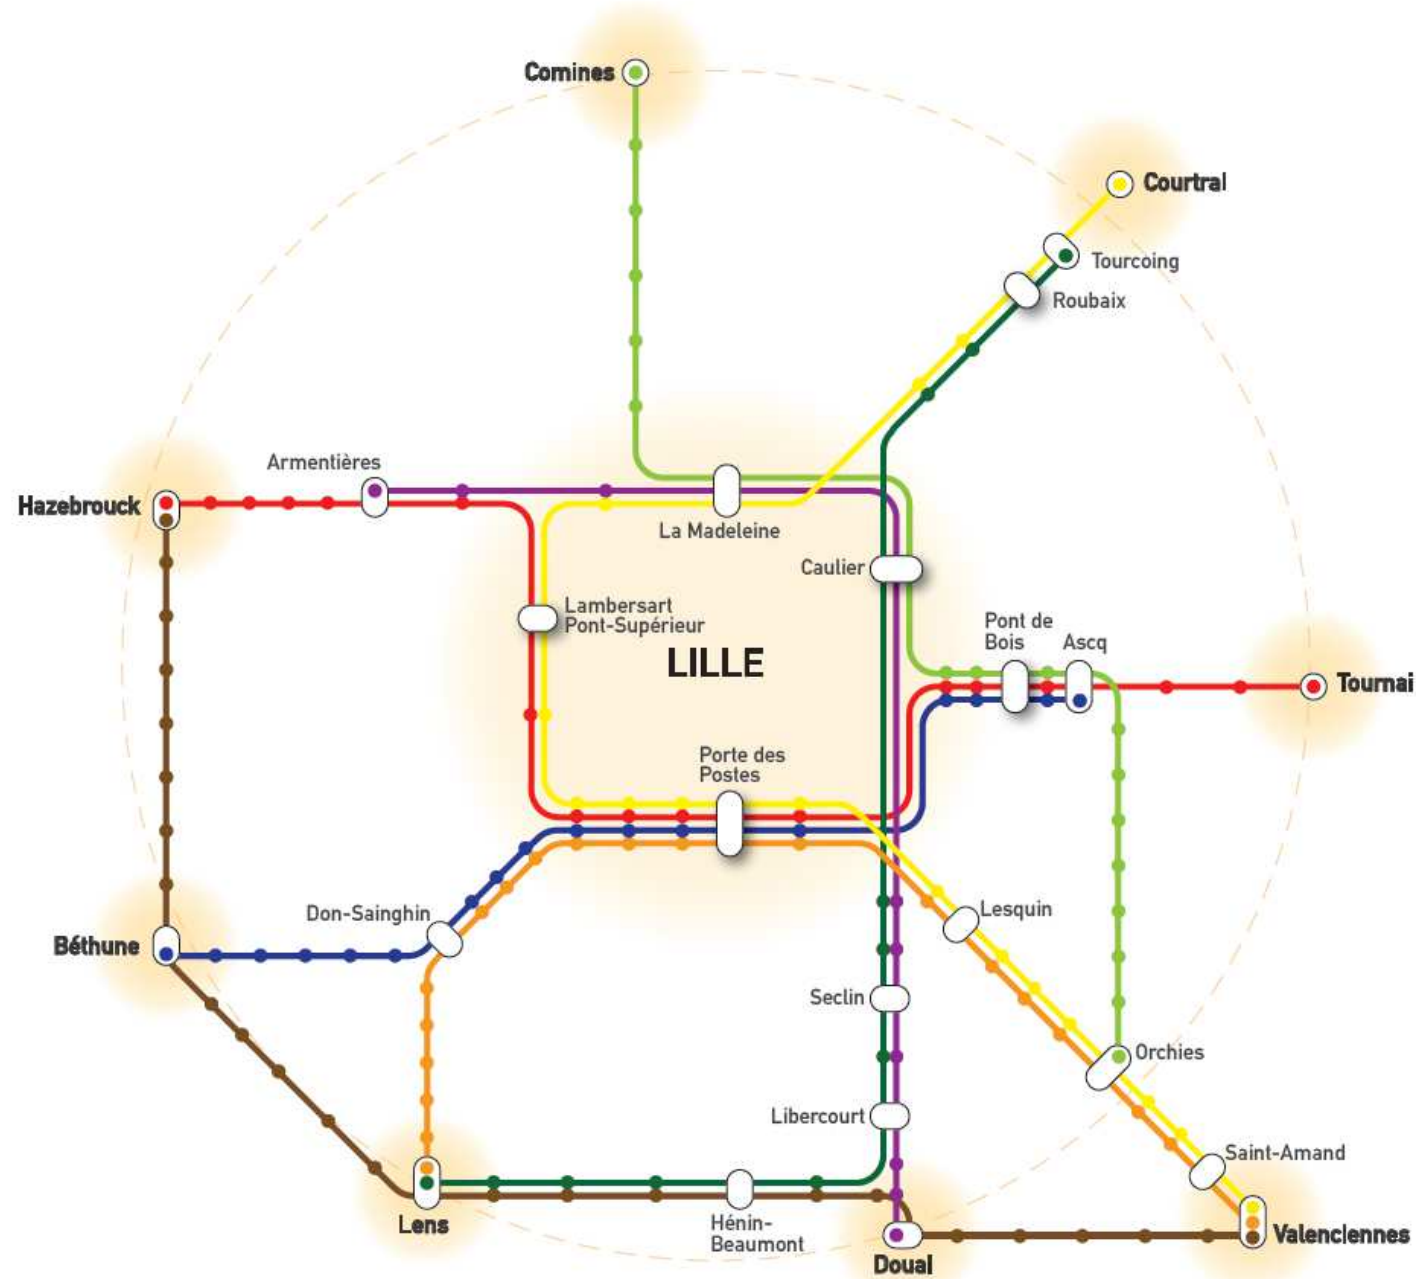 Comines
Courtrai
Tourcoing
Roubaix
Armentières
Hazebrouck
La Madeleine
Caulier
Lambersart
Pont-Supérieur
Pont de
Bois
Ascq
LILLE
Tournai
Porte des
Postes
Don-Sainghin
Lesquin
Béthune
Seclin
Orchies
Libercourt
Saint-Amand
Lens
Hénin-
Beaumont
Valenciennes
Douai